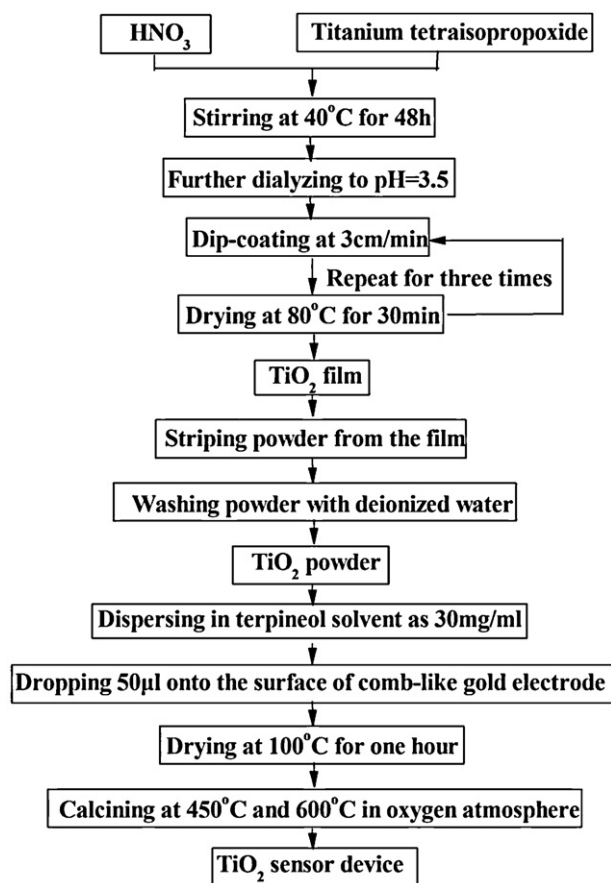 HNO₃
Titanium tetraisopropoxide
Stirring at 40°C for 48h
Further dialyzing to pH=3.5
Dip-coating at 3cm/min
Repeat for three times
Drying at 80°C for 30min
TiO₂ film
Striping powder from the film
Washing powder with deionized water
TiO₂ powder
Dispersing in terpineol solvent as 30mg/ml
Dropping 50μl onto the surface of comb-like gold electrode
Drying at 100°C for one hour
Calcining at 450°C and 600°C in oxygen atmosphere
TiO₂ sensor device